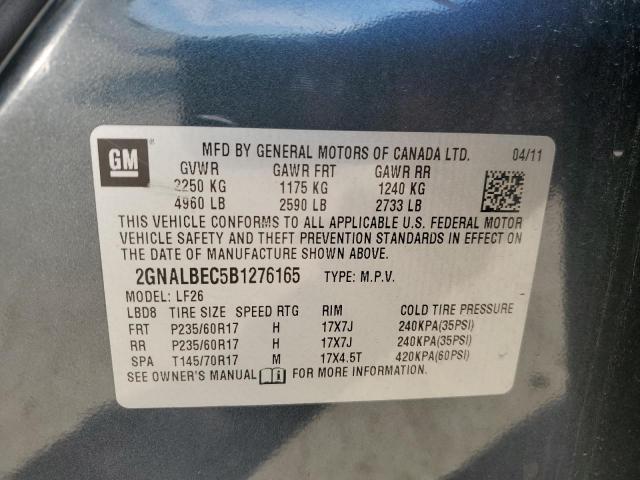 GM ® MFD BY GENERAL MOTORS OF CANADA LTD. 04/11
GVWR GAWR FRT GAWR RR
2250 KG 1175 KG 1240 KG
4960 LB 2590 LB 2733 LB
THIS VEHICLE CONFORMS TO ALL APPLICABLE U.S. FEDERAL MOTOR
VEHICLE SAFETY AND THEFT PREVENTION STANDARDS IN EFFECT ON
THE DATE OF MANUFACTURE SHOWN ABOVE.
2GNALBEC5B1276165 TYPE: M.P.V.
MODEL: LF26
LBD8 TIRE SIZE SPEED RTG RIM COLD TIRE PRESSURE
FRT P235/60R17 H 17X7J 240KPA(35PSI)
RR P235/60R17 H 17X7J 240KPA(35PSI)
SPA T145/70R17 M 17X4.5T 420KPA(60PSI)
SEE OWNER'S MANUAL i FOR MORE INFORMATION.